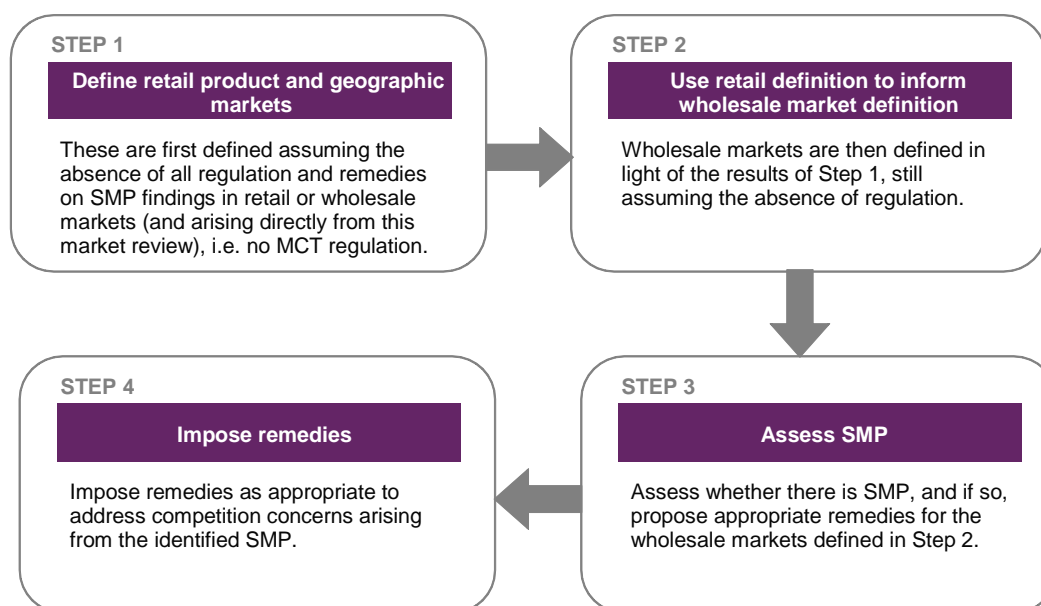 STEP 1
Define retail product and geographic
markets
These are first defined assuming the
absence of all regulation and remedies
on SMP findings in retail or wholesale
markets (and arising directly from this
market review), i.e. no MCT regulation.
STEP 2
Use retail definition to inform
wholesale market definition
Wholesale markets are then defined in
light of the results of Step 1, still
assuming the absence of regulation.
STEP 3
Assess SMP
Assess whether there is SMP, and if so,
propose appropriate remedies for the
wholesale markets defined in Step 2.
STEP 4
Impose remedies
Impose remedies as appropriate to
address competition concerns arising
from the identified SMP.